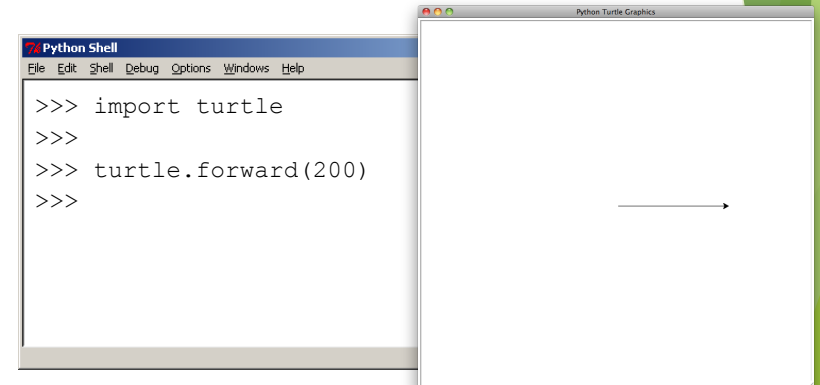 Python Turtle Graphics
Python Shell
File Edit Shell Debug Options Windows Help
>>> import turtle
>>>
>>> turtle.forward(200)
>>>